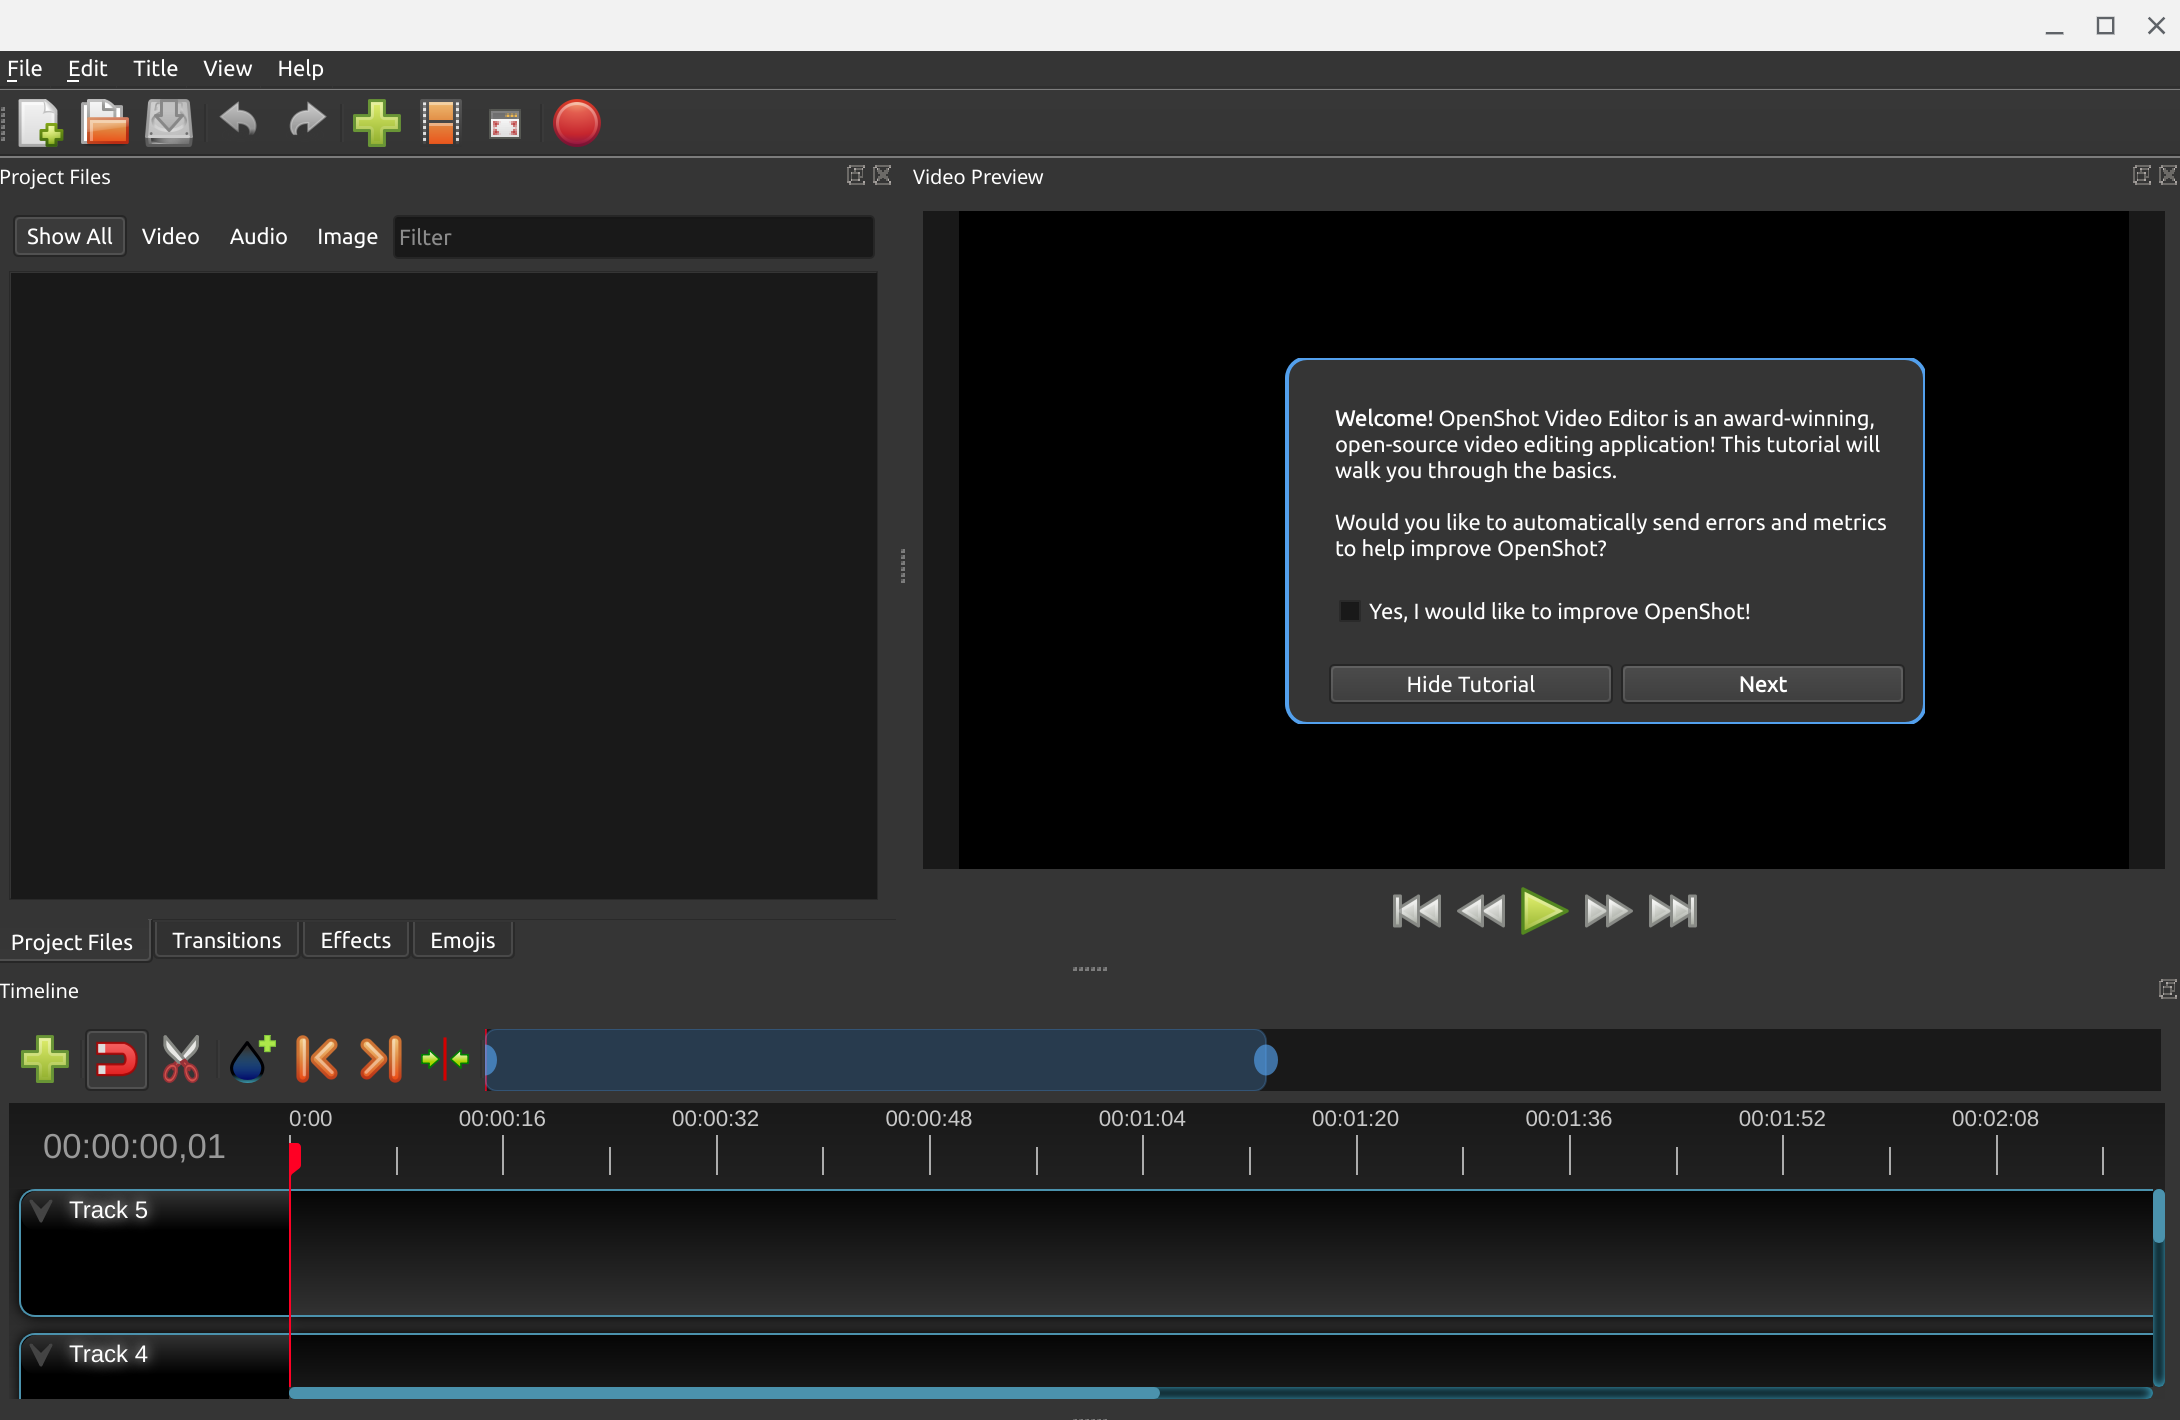 File Edit Title View Help
Project Files
Video Preview
Show All Video Audio Image Filter
Welcome! OpenShot Video Editor is an award-winning,
open-source video editing application! This tutorial will
walk you through the basics.
Would you like to automatically send errors and metrics
to help improve OpenShot?
Yes, I would like to improve OpenShot!
Hide Tutorial Next
Project Files Transitions Effects Emojis
Timeline
0:00 00:00:16 00:00:32 00:00:48 00:01:04 00:01:20 00:01:36 00:01:52 00:02:08
00:00:00,01
Track 5
Track 4